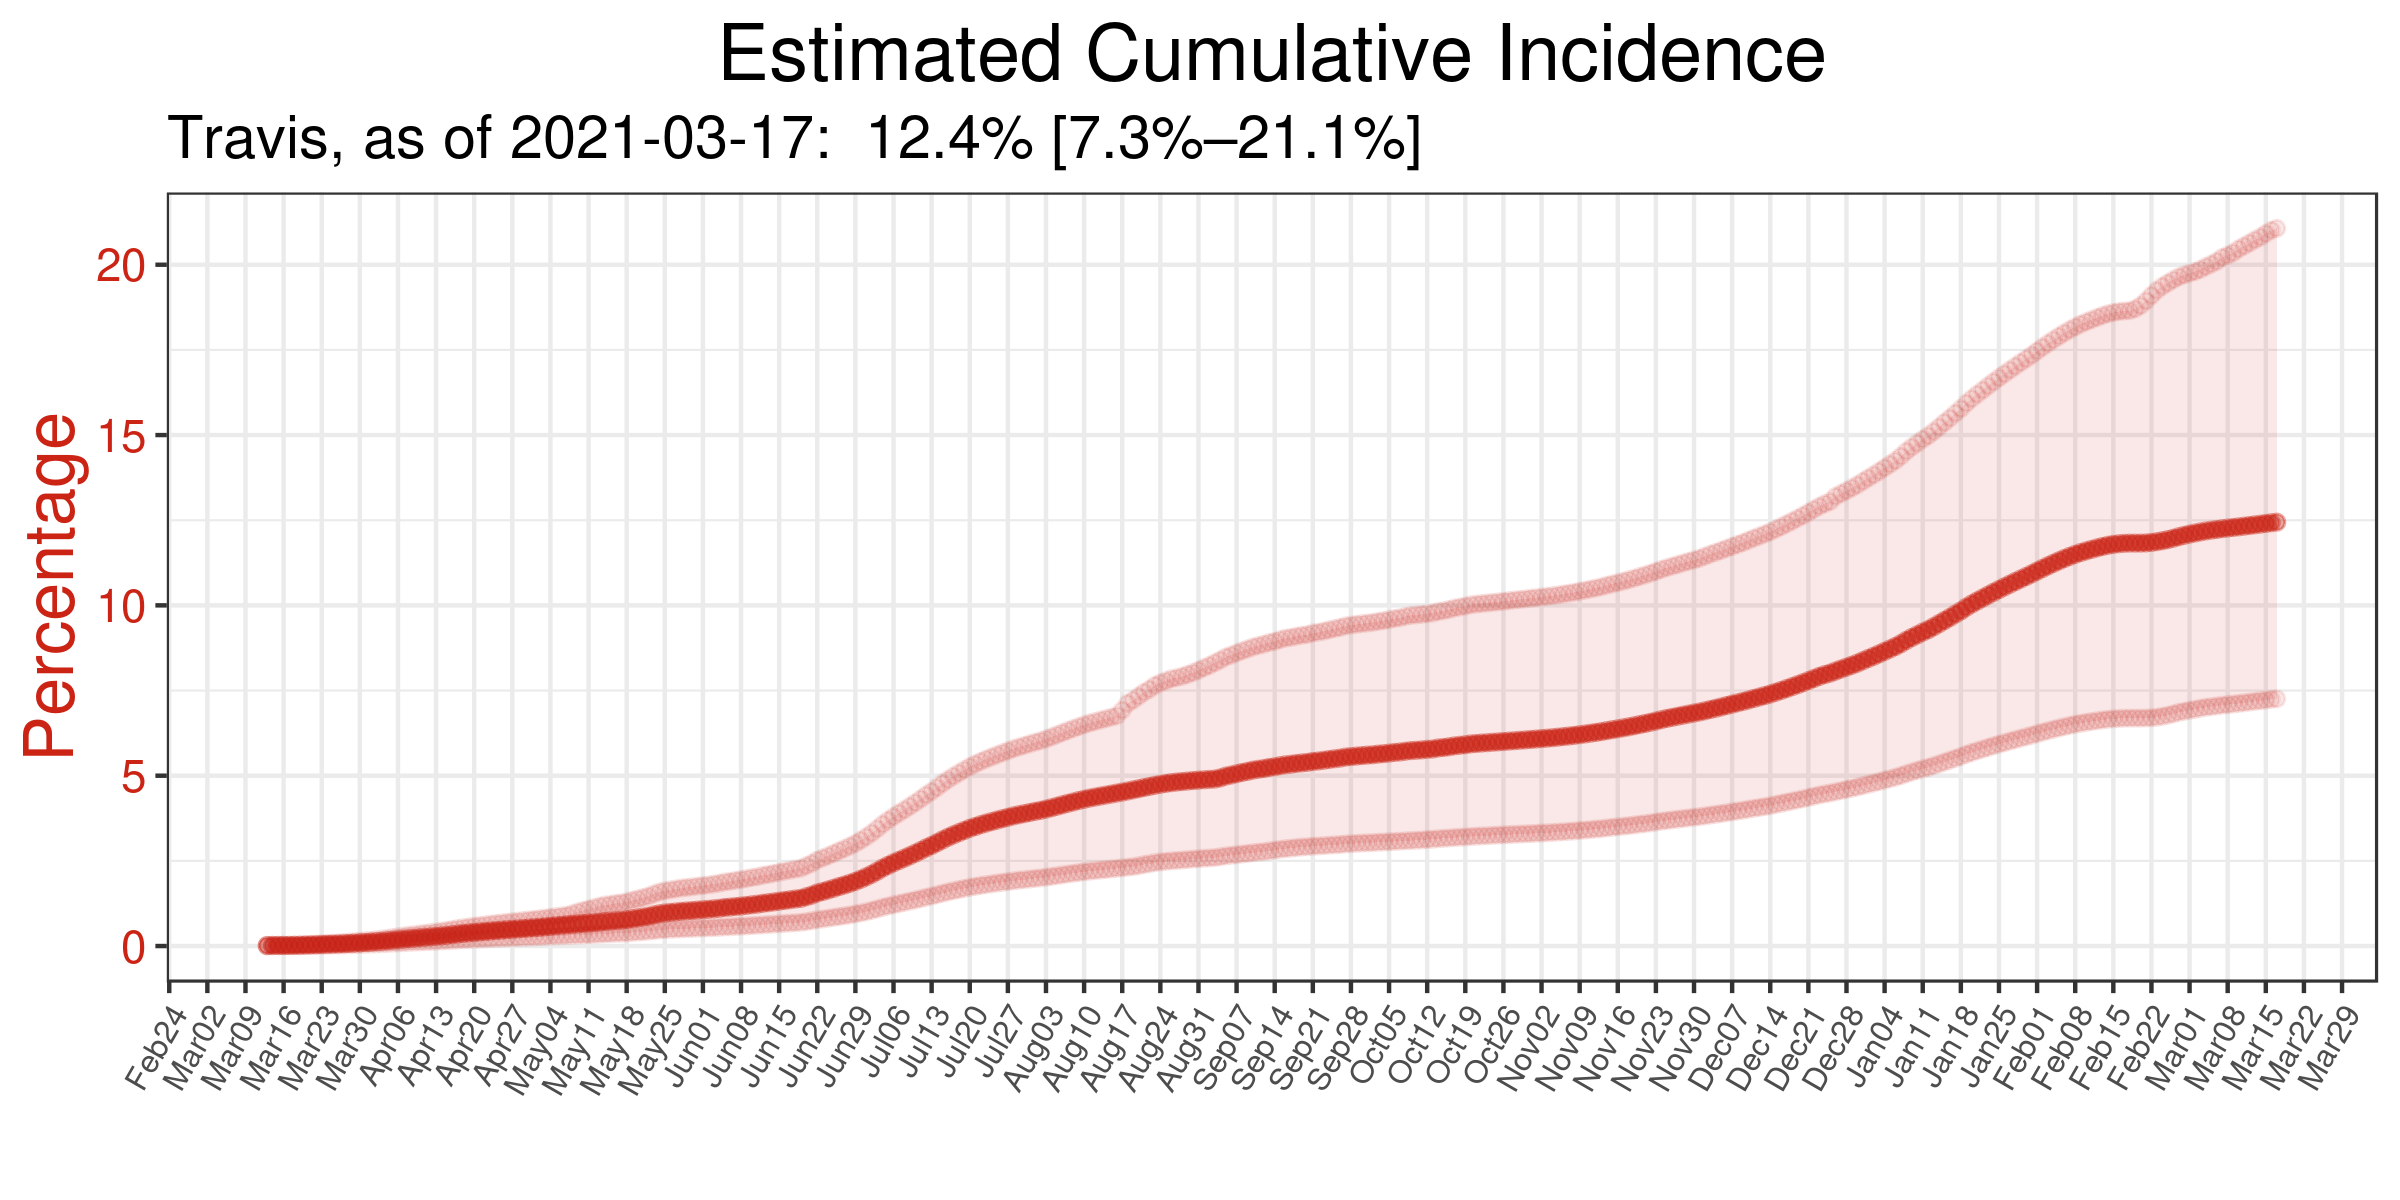 Estimated Cumulative Incidence
Travis, as of 2021-03-17:  12.4% [7.3%–21.1%]
Percentage
20
15
10
5
0
Feb24
Mar02
Mar09
Mar16
Mar23
Mar30
Apr06
Apr13
Apr20
Apr27
May04
May11
May18
May25
Jun01
Jun08
Jun15
Jun22
Jun29
Jul06
Jul13
Jul20
Jul27
Aug03
Aug10
Aug17
Aug24
Aug31
Sep07
Sep14
Sep21
Sep28
Oct05
Oct12
Oct19
Oct26
Nov02
Nov09
Nov16
Nov23
Nov30
Dec07
Dec14
Dec21
Dec28
Jan04
Jan11
Jan18
Jan25
Feb01
Feb08
Feb15
Feb22
Mar01
Mar08
Mar15
Mar22
Mar29